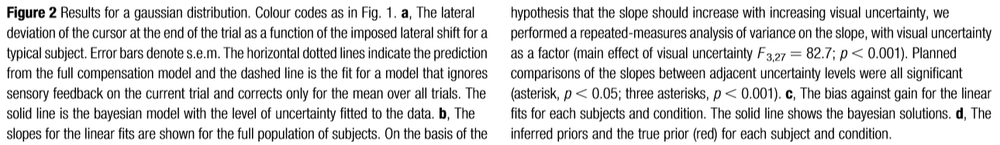 Figure 2 Results for a gaussian distribution. Colour codes as in Fig. 1. a, The lateral
deviation of the cursor at the end of the trial as a function of the imposed lateral shift for a
typical subject. Error bars denote s.e.m. The horizontal dotted lines indicate the prediction
from the full compensation model and the dashed line is the fit for a model that ignores
sensory feedback on the current trial and corrects only for the mean over all trials. The
solid line is the bayesian model with the level of uncertainty fitted to the data. b, The
slopes for the linear fits are shown for the full population of subjects. On the basis of the
hypothesis that the slope should increase with increasing visual uncertainty, we
performed a repeated-measures analysis of variance on the slope, with visual uncertainty
as a factor (main effect of visual uncertainty F3,27 = 82.7; p < 0.001). Planned
comparisons of the slopes between adjacent uncertainty levels were all significant
(asterisk, p < 0.05; three asterisks, p < 0.001). c, The bias against gain for the linear
fits for each subjects and condition. The solid line shows the bayesian solutions. d, The
inferred priors and the true prior (red) for each subject and condition.